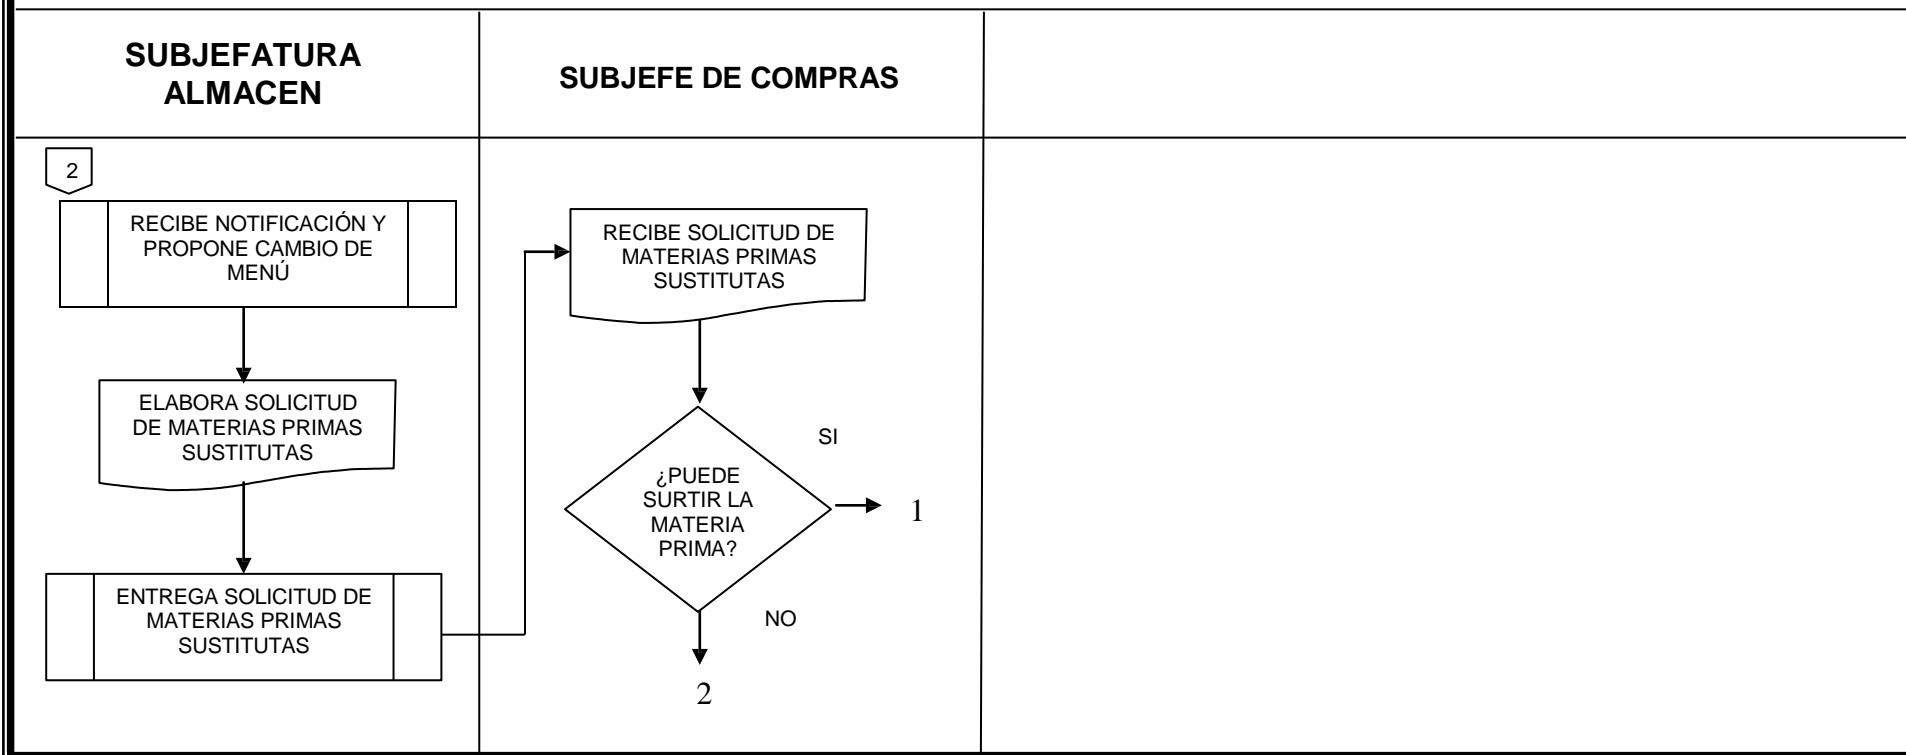 SUBJEFATURA
ALMACEN
SUBJEFE DE COMPRAS
2
RECIBE NOTIFICACIÓN Y
PROPONE CAMBIO DE
MENÚ
ELABORA SOLICITUD
DE MATERIAS PRIMAS
SUSTITUTAS
ENTREGA SOLICITUD DE
MATERIAS PRIMAS
SUSTITUTAS
RECIBE SOLICITUD DE
MATERIAS PRIMAS
SUSTITUTAS
¿PUEDE
SURTIR LA
MATERIA
PRIMA?
SI
1
NO
2